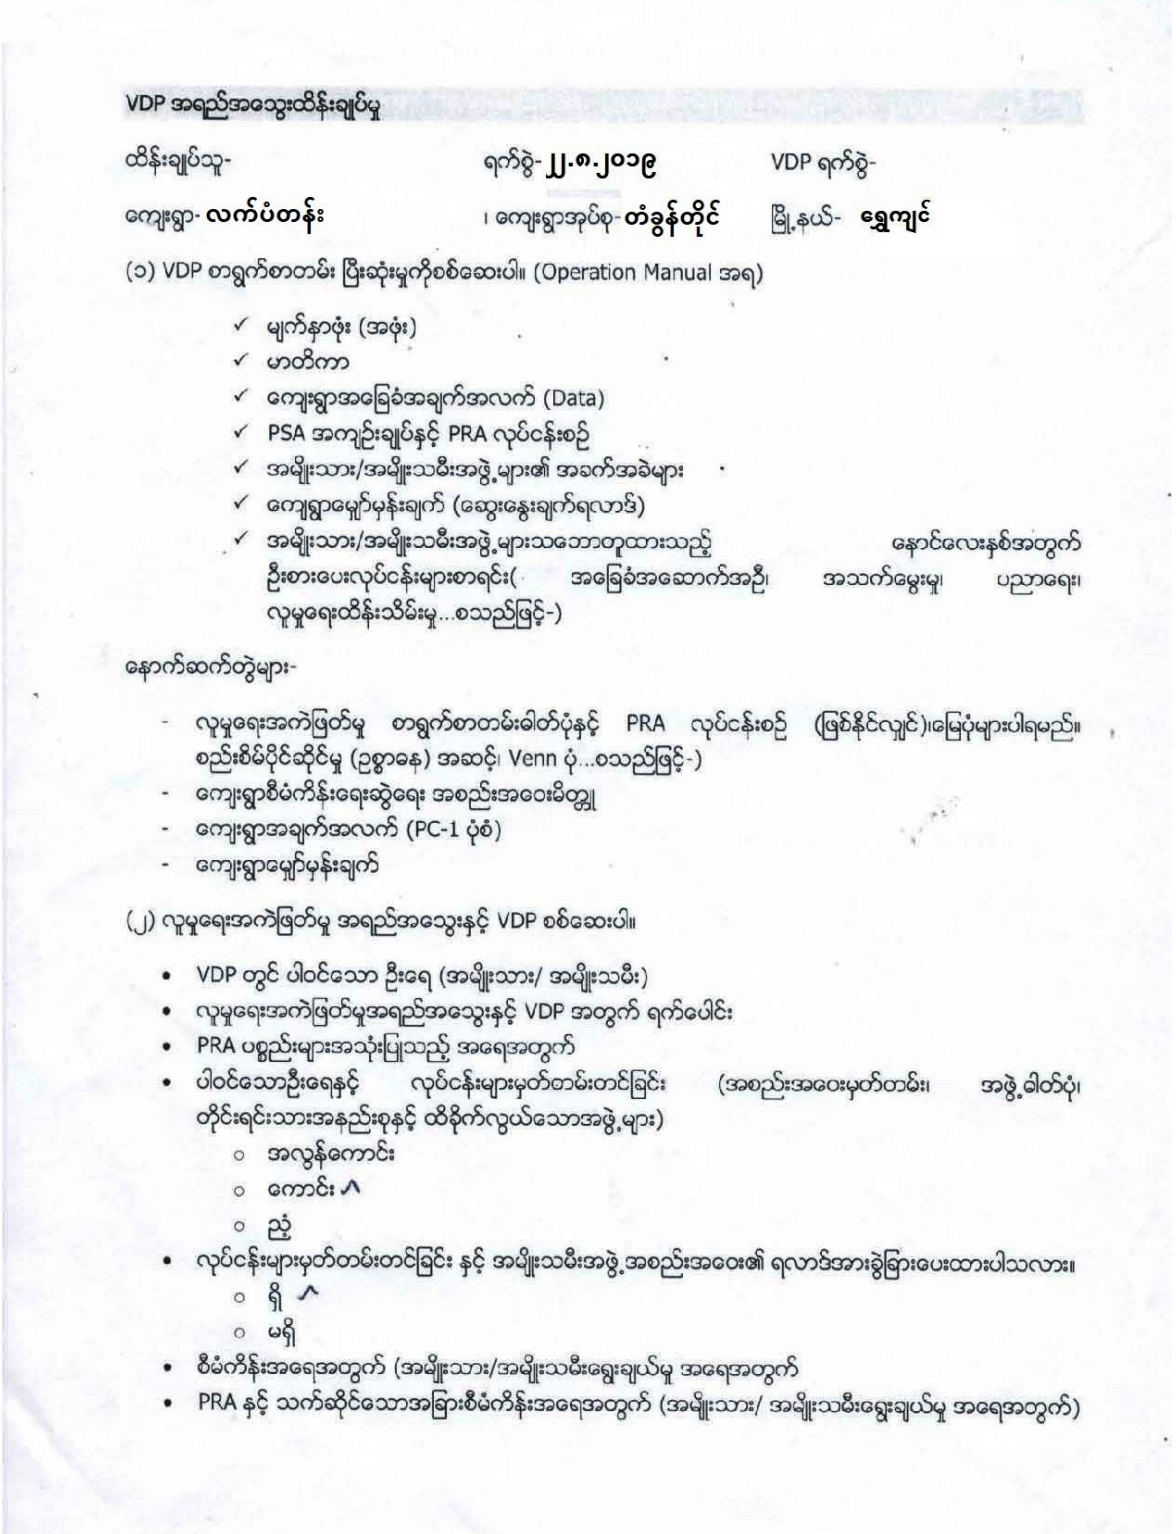 VDP အရည်အသွေးထိန်းချုပ်မှု
ထိန်းချုပ်သူ- ရက်စွဲ- ၂၂.၈.၂၀၁၉ VDP ရက်စွဲ-
ကျေးရွာ- လက်ပံတန်း ၊ ကျေးရွာအုပ်စု- တံခွန်တိုင် မြို့နယ်- ရွှေကျင်
(၁) VDP စာရွက်စာတမ်း ပြီးဆုံးမှုကိုစစ်ဆေးပါ။ (Operation Manual အရ)
✓ မျက်နှာဖုံး (အဖုံး)
✓ မာတိကာ
✓ ကျေးရွာအခြေခံအချက်အလက် (Data)
✓ PSA အကျဉ်းချုပ်နှင့် PRA လုပ်ငန်းစဉ်
✓ အမျိုးသား/အမျိုးသမီးအဖွဲ့များ၏ အခက်အခဲများ
✓ ကျေရွာမျှော်မှန်းချက် (ဆွေးနွေးချက်ရလာဒ်)
✓ အမျိုးသား/အမျိုးသမီးအဖွဲ့များသဘောတူထားသည့် နောင်လေးနှစ်အတွက်
ဦးစားပေးလုပ်ငန်းများစာရင်း( အခြေခံအဆောက်အဦ၊ အသက်မွေးမှု၊ ပညာရေး၊
လူမှုရေးထိန်းသိမ်းမှု...စသည်ဖြင့်-)
နောက်ဆက်တွဲများ-
- လူမှုရေးအကဲဖြတ်မှု စာရွက်စာတမ်းဓါတ်ပုံနှင့် PRA လုပ်ငန်းစဉ် (ဖြစ်နိုင်လျှင်)၊မြေပုံများပါရမည်။
စည်းစိမ်ပိုင်ဆိုင်မှု (ဥစ္စာဓန) အဆင့်၊ Venn ပုံ...စသည်ဖြင့်-)
- ကျေးရွာစီမံကိန်းရေးဆွဲရေး အစည်းအဝေးမိတ္တူ
- ကျေးရွာအချက်အလက် (PC-1 ပုံစံ)
- ကျေးရွာမျှော်မှန်းချက်
(၂) လူမှုရေးအကဲဖြတ်မှု အရည်အသွေးနှင့် VDP စစ်ဆေးပါ။
• VDP တွင် ပါဝင်သော ဦးရေ (အမျိုးသား/ အမျိုးသမီး)
• လူမှုရေးအကဲဖြတ်မှုအရည်အသွေးနှင့် VDP အတွက် ရက်ပေါင်း
• PRA ပစ္စည်းများအသုံးပြုသည့် အရေအတွက်
• ပါဝင်သောဦးရေနှင့် လုပ်ငန်းများမှတ်တမ်းတင်ခြင်း (အစည်းအဝေးမှတ်တမ်း၊ အဖွဲ့ဓါတ်ပုံ၊
တိုင်းရင်းသားအနည်းစုနှင့် ထိခိုက်လွယ်သောအဖွဲ့များ)
○ အလွန်ကောင်း
○ ကောင်း
○ ညံ့
• လုပ်ငန်းများမှတ်တမ်းတင်ခြင်း နှင့် အမျိုးသမီးအဖွဲ့အစည်းအဝေး၏ ရလာဒ်အားခွဲခြားပေးထားပါသလား။
○ ရှိ
○ မရှိ
• စီမံကိန်းအရေအတွက် (အမျိုးသား/အမျိုးသမီးရွေးချယ်မှု အရေအတွက်
• PRA နှင့် သက်ဆိုင်သောအခြားစီမံကိန်းအရေအတွက် (အမျိုးသား/ အမျိုးသမီးရွေးချယ်မှု အရေအတွက်)